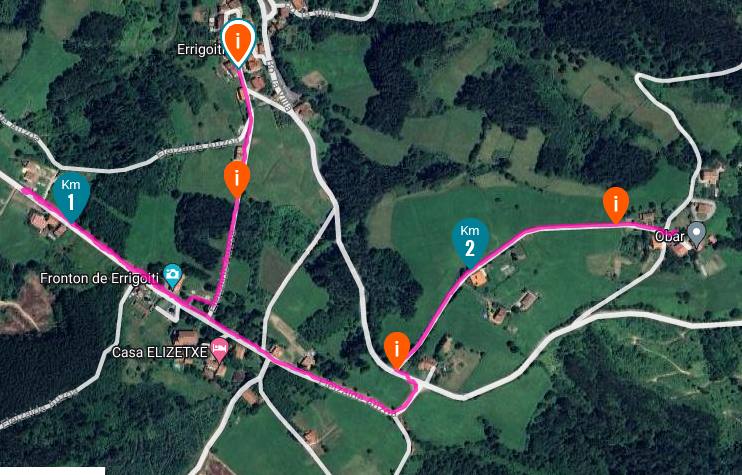 Errigoiti
i
i
Km
1
i
Km
2
Obar
Fronton de Errigoiti
i
Casa ELIZETXE